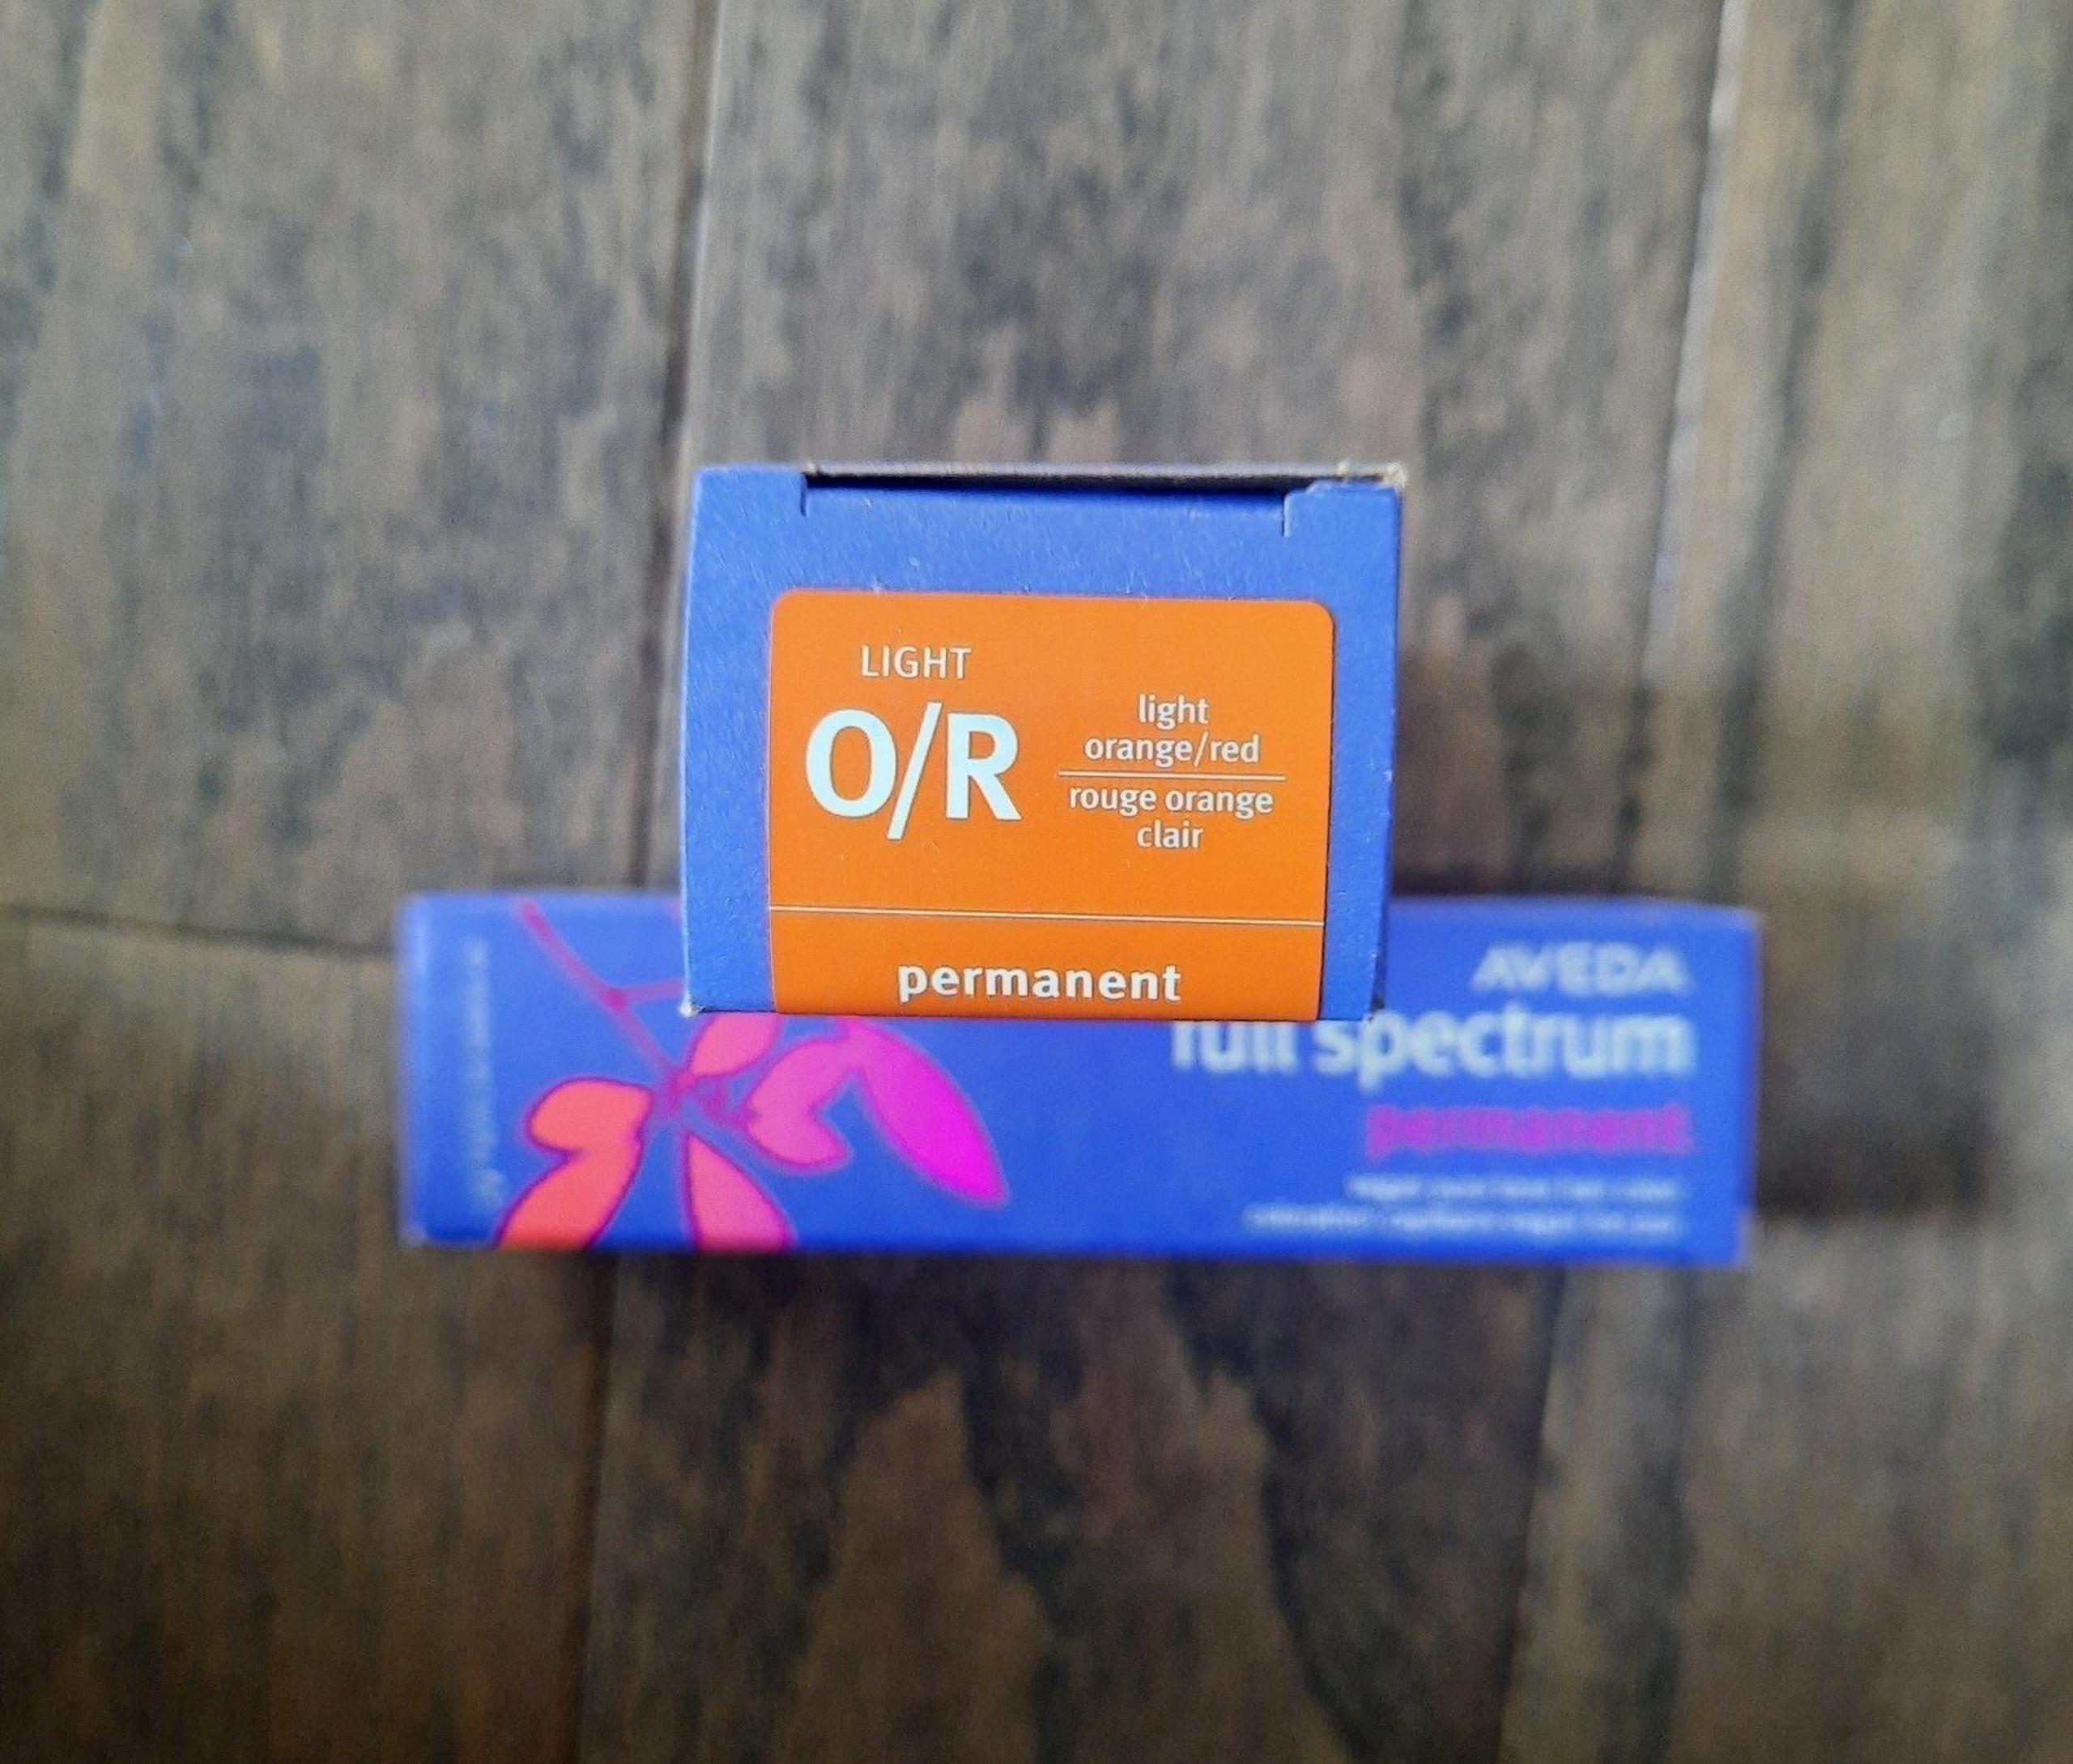 LIGHT
O/R
light
orange/red
rouge orange
clair
permanent
AVEDA
full spectrum
permanent